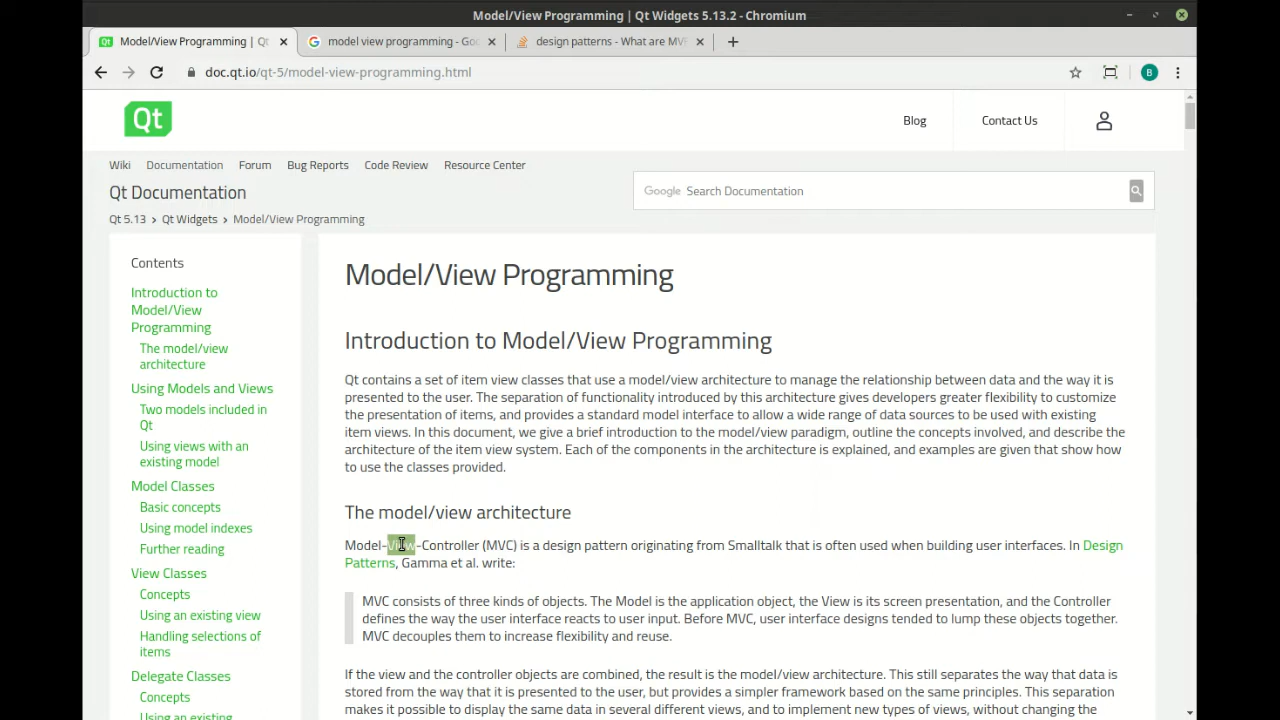 Model/View Programming | Qt Widgets 5.13.2 - Chromium
Model/View Programming | Qt
model view programming - Goo
design patterns - What are MVP
doc.qt.io/qt-5/model-view-programming.html
B
Qt
Blog
Contact Us
Wiki
Documentation
Forum
Bug Reports
Code Review
Resource Center
Qt Documentation
Google Search Documentation
Qt 5.13 › Qt Widgets › Model/View Programming
Contents
Introduction to
Model/View
Programming
The model/view
architecture
Using Models and Views
Two models included in
Qt
Using views with an
existing model
Model Classes
Basic concepts
Using model indexes
Further reading
View Classes
Concepts
Using an existing view
Handling selections of
items
Delegate Classes
Concepts
Using an existing
Model/View Programming
Introduction to Model/View Programming
Qt contains a set of item view classes that use a model/view architecture to manage the relationship between data and the way it is
presented to the user. The separation of functionality introduced by this architecture gives developers greater flexibility to customize
the presentation of items, and provides a standard model interface to allow a wide range of data sources to be used with existing
item views. In this document, we give a brief introduction to the model/view paradigm, outline the concepts involved, and describe the
architecture of the item view system. Each of the components in the architecture is explained, and examples are given that show how
to use the classes provided.
The model/view architecture
Model-View-Controller (MVC) is a design pattern originating from Smalltalk that is often used when building user interfaces. In Design
Patterns, Gamma et al. write:
MVC consists of three kinds of objects. The Model is the application object, the View is its screen presentation, and the Controller
defines the way the user interface reacts to user input. Before MVC, user interface designs tended to lump these objects together.
MVC decouples them to increase flexibility and reuse.
If the view and the controller objects are combined, the result is the model/view architecture. This still separates the way that data is
stored from the way that it is presented to the user, but provides a simpler framework based on the same principles. This separation
makes it possible to display the same data in several different views, and to implement new types of views, without changing the